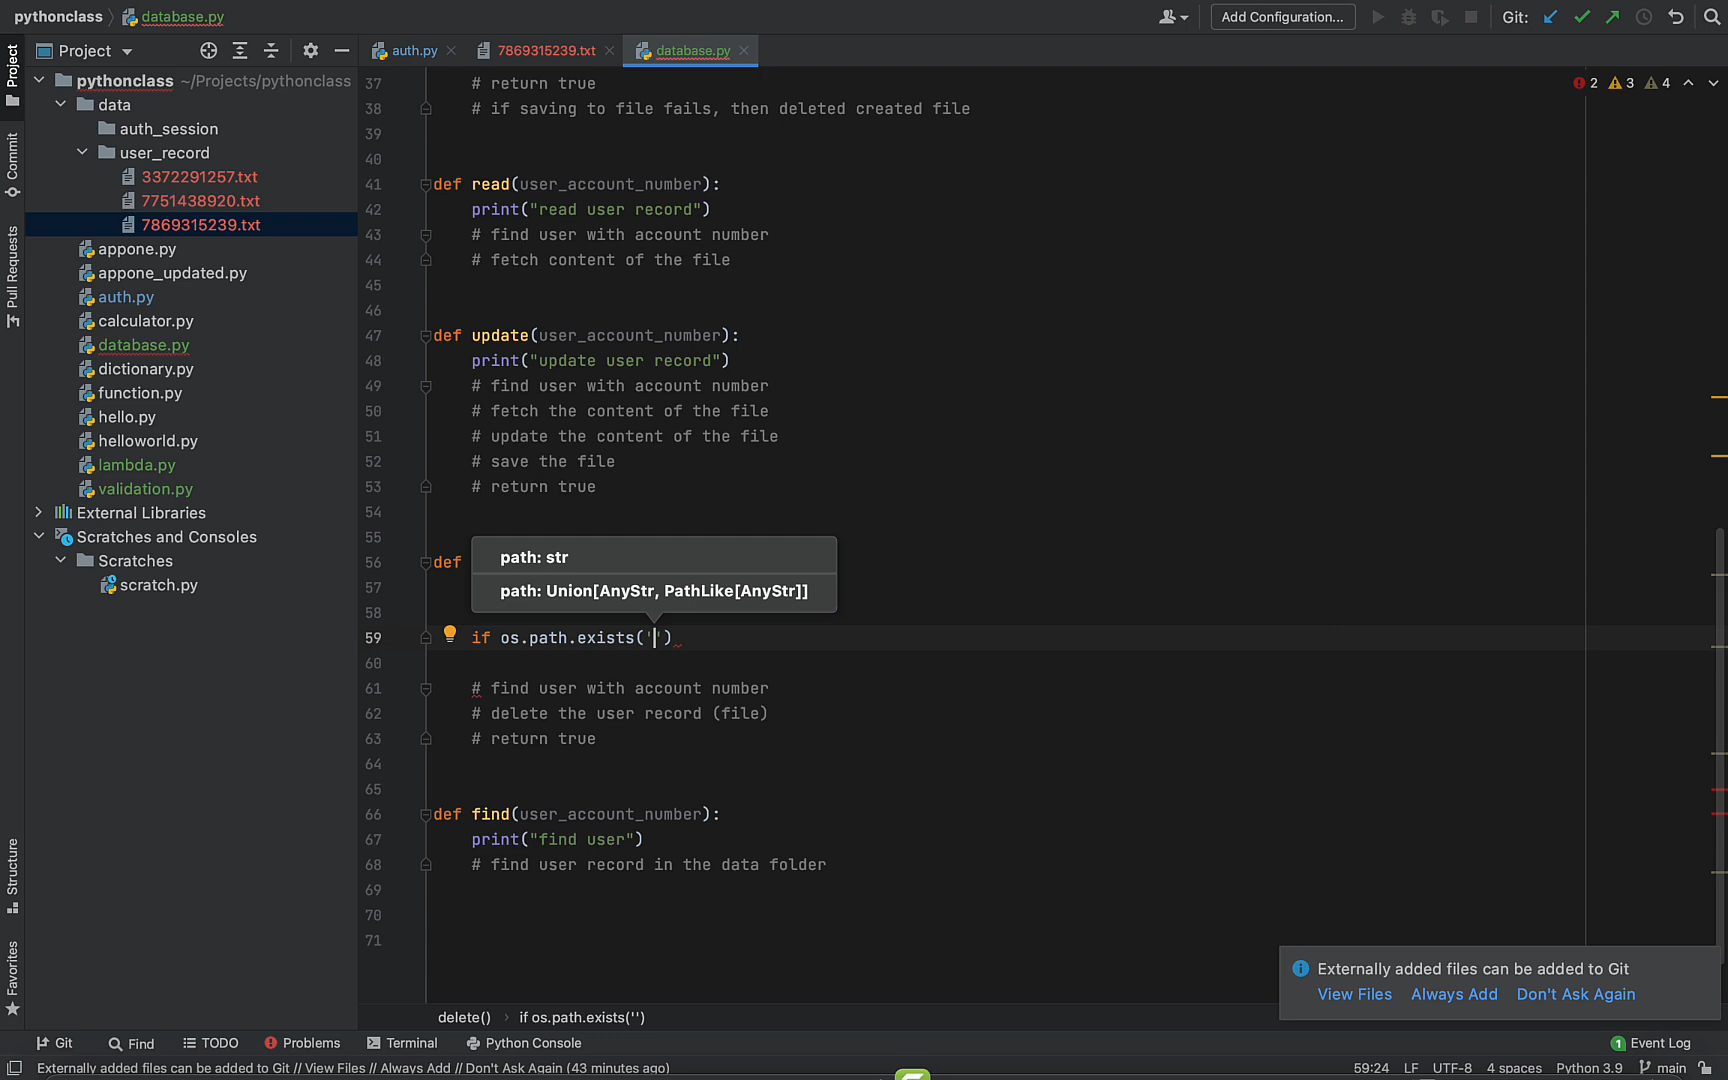 pythonclass
database.py
Add Configuration...
Git:
Project
auth.py
7869315239.txt
database.py
2
3
4
Project
Commit
Pull Requests
Structure
Favorites
pythonclass ~/Projects/pythonclass
data
auth_session
user_record
3372291257.txt
7751438920.txt
7869315239.txt
appone.py
appone_updated.py
auth.py
calculator.py
database.py
dictionary.py
function.py
hello.py
helloworld.py
lambda.py
validation.py
External Libraries
Scratches and Consoles
Scratches
scratch.py
37 # return true
38 # if saving to file fails, then deleted created file
39
40
41 def read(user_account_number):
42 print("read user record")
43 # find user with account number
44 # fetch content of the file
45
46
47 def update(user_account_number):
48 print("update user record")
49 # find user with account number
50 # fetch the content of the file
51 # update the content of the file
52 # save the file
53 # return true
54
55
path: str
56 def
57
path: Union[AnyStr, PathLike[AnyStr]]
58
59 if os.path.exists('')
60
61 # find user with account number
62 # delete the user record (file)
63 # return true
64
65
66 def find(user_account_number):
67 print("find user")
68 # find user record in the data folder
69
70
71
Externally added files can be added to Git
View Files Always Add Don't Ask Again
delete() if os.path.exists('')
Git Find TODO Problems Terminal Python Console 1 Event Log
Externally added files can be added to Git // View Files // Always Add // Don't Ask Again (43 minutes ago) 59:24 LF UTF-8 4 spaces Python 3.9 main